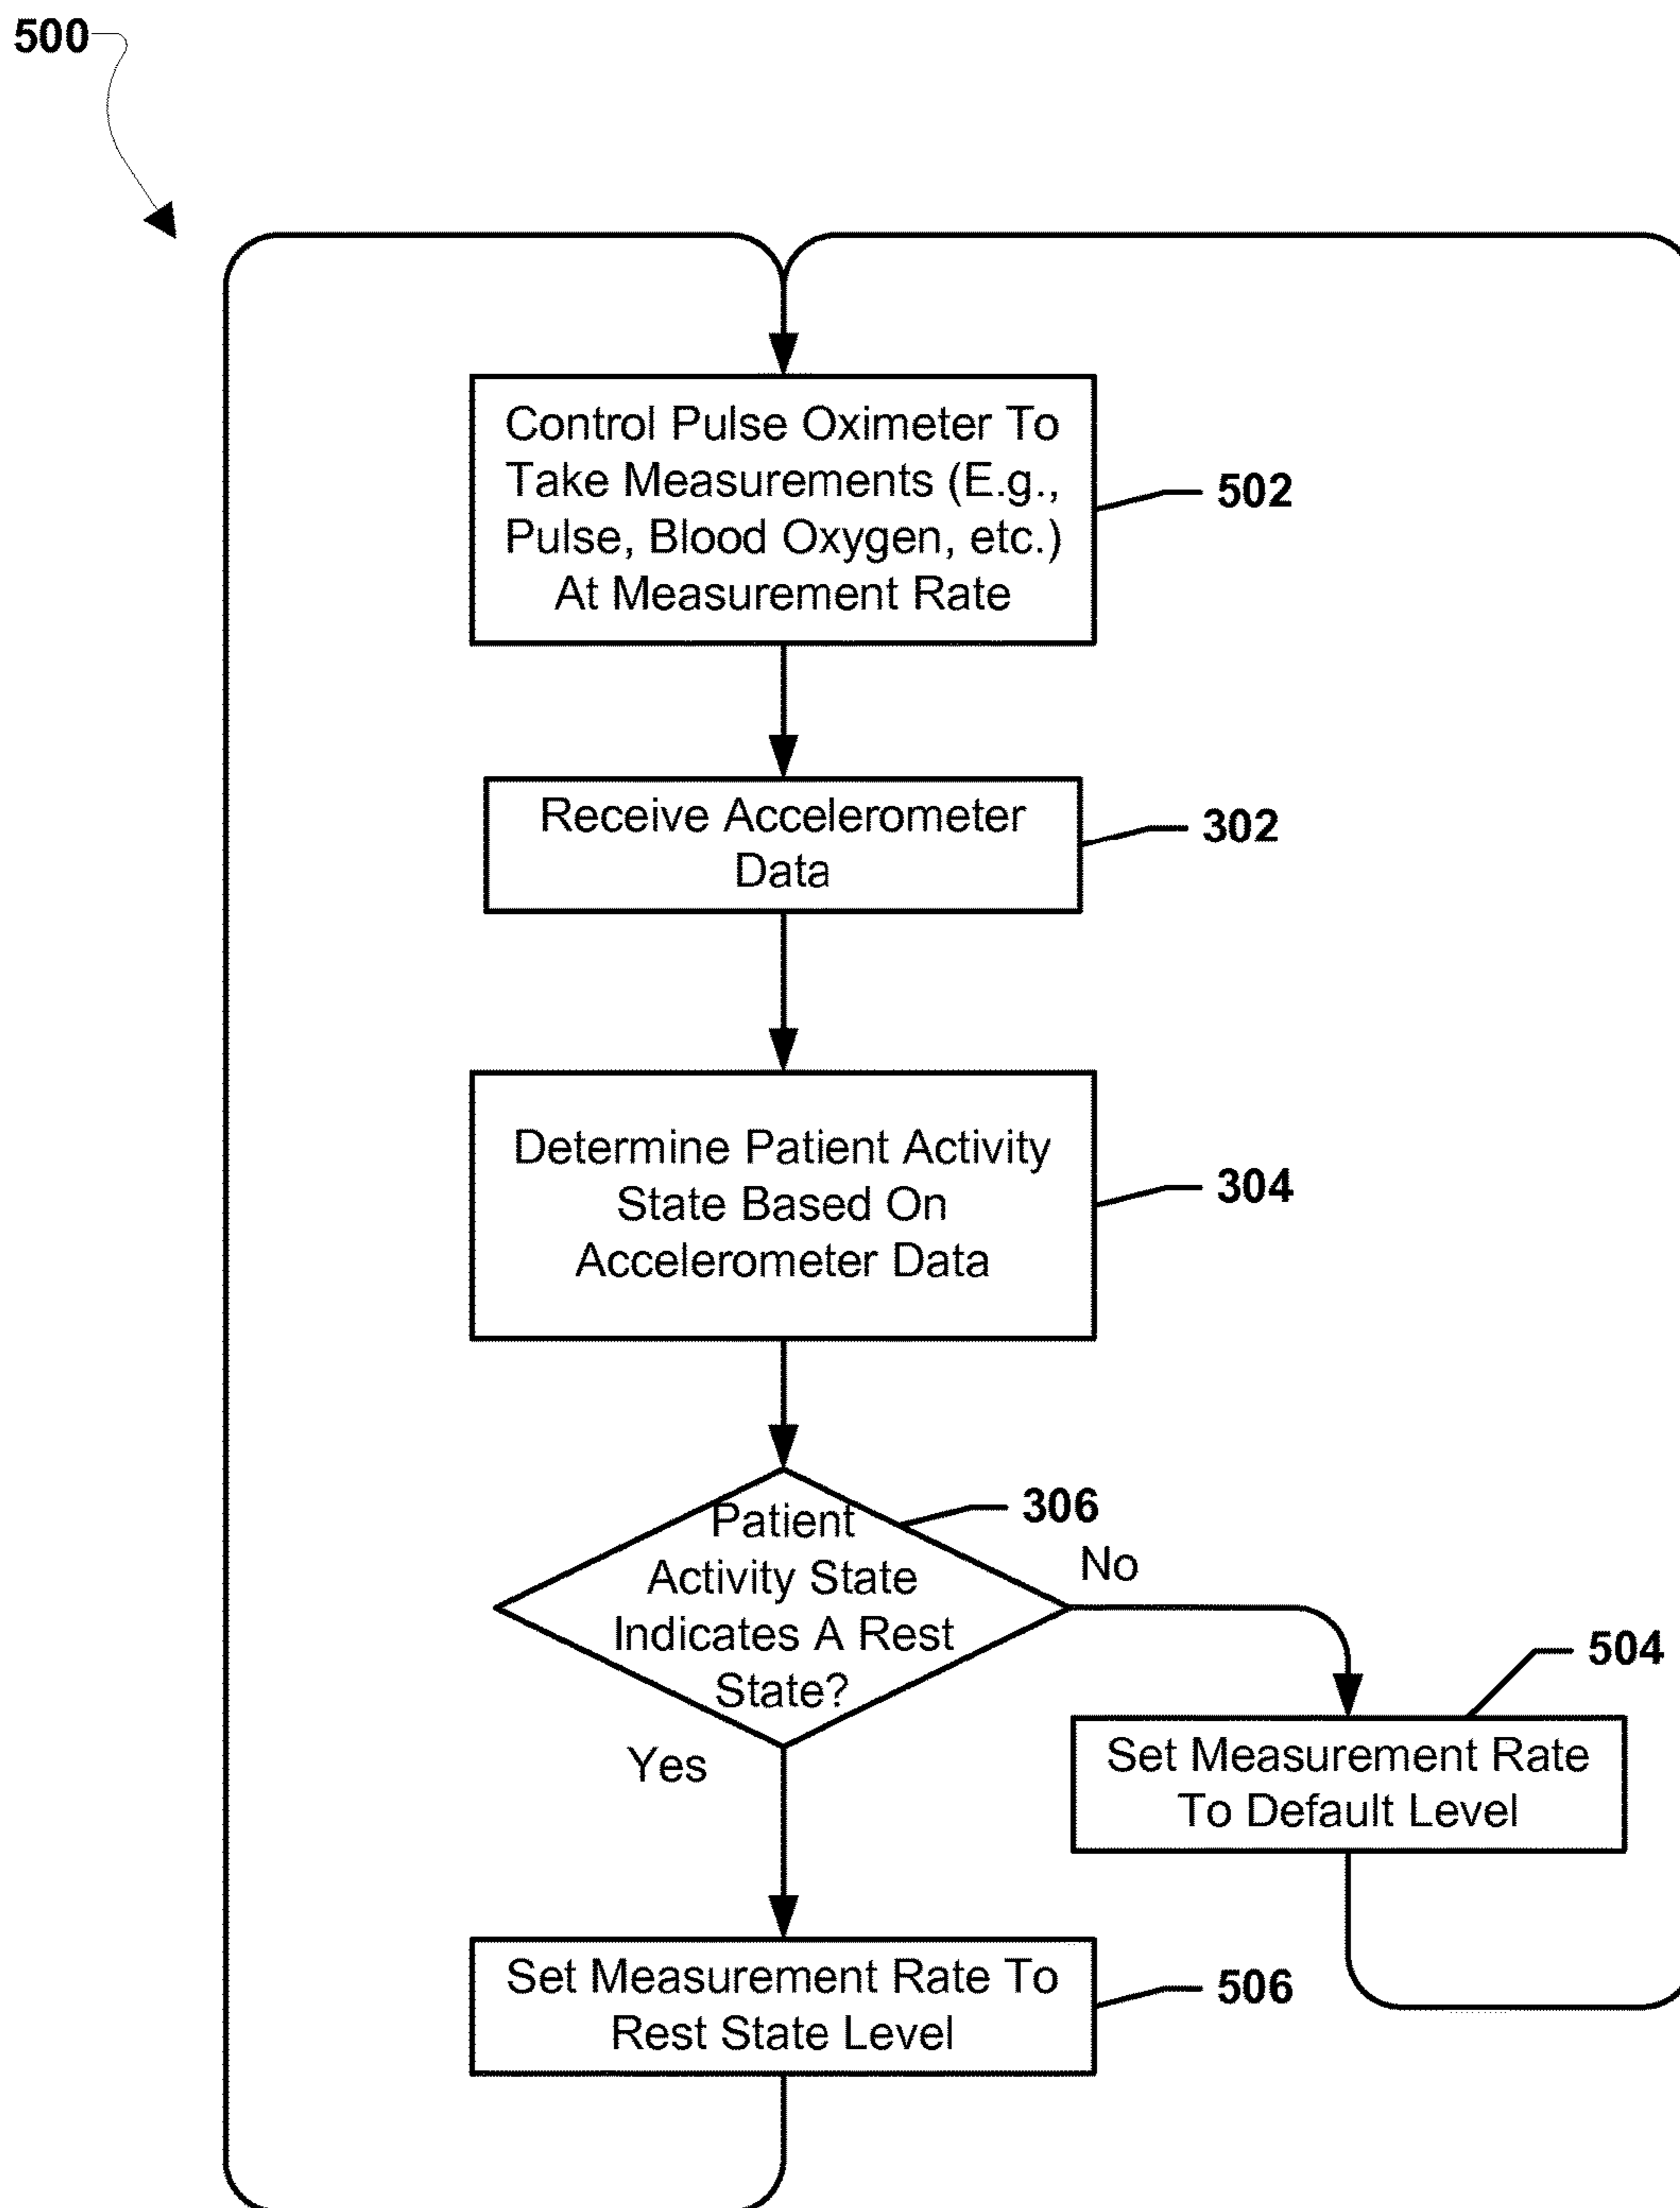 500
Control Pulse Oximeter To
Take Measurements (E.g.,
Pulse, Blood Oxygen, etc.)
At Measurement Rate
502
Receive Accelerometer
Data
302
Determine Patient Activity
State Based On
Accelerometer Data
304
Patient
Activity State
Indicates A Rest
State?
306
No
Yes
504
Set Measurement Rate
To Default Level
Set Measurement Rate To
Rest State Level
506